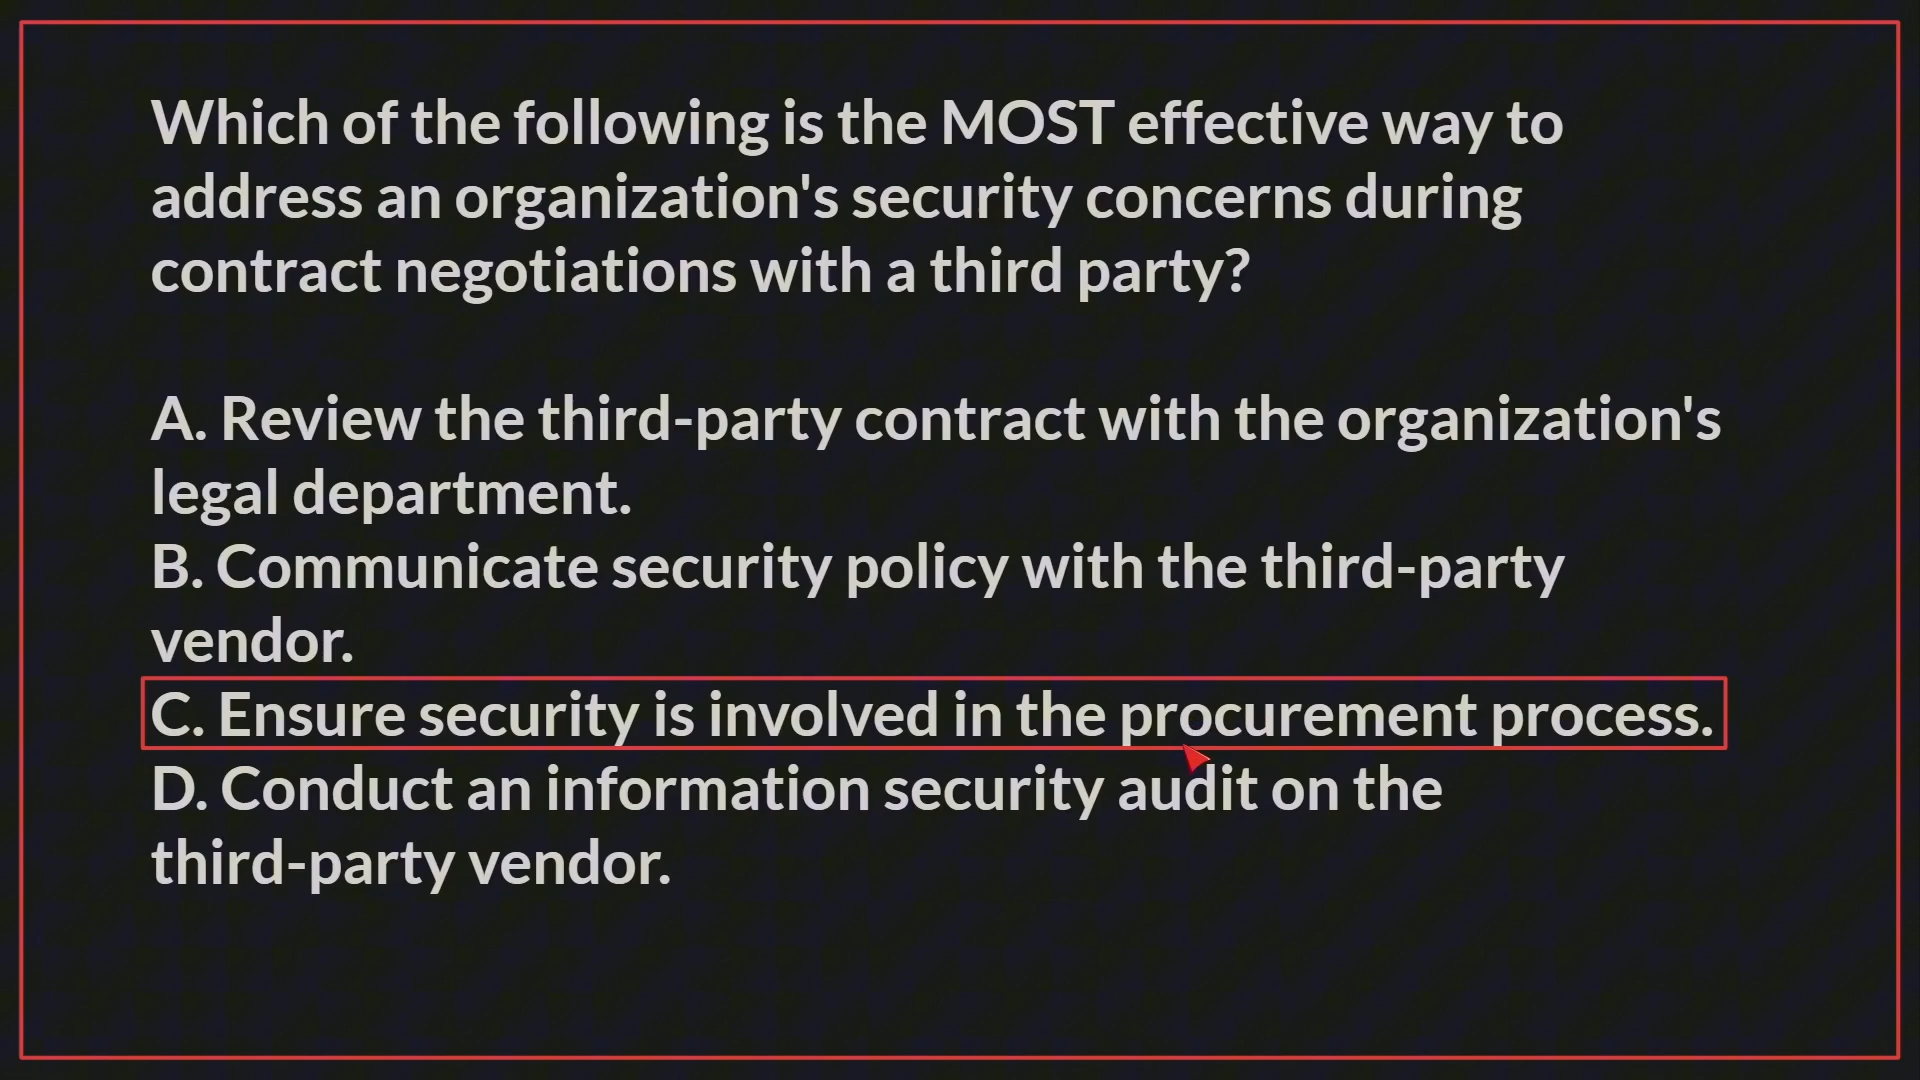 Which of the following is the MOST effective way to
address an organization's security concerns during
contract negotiations with a third party?
A. Review the third-party contract with the organization's
legal department.
B. Communicate security policy with the third-party
vendor.
C. Ensure security is involved in the procurement process.
D. Conduct an information security audit on the
third-party vendor.